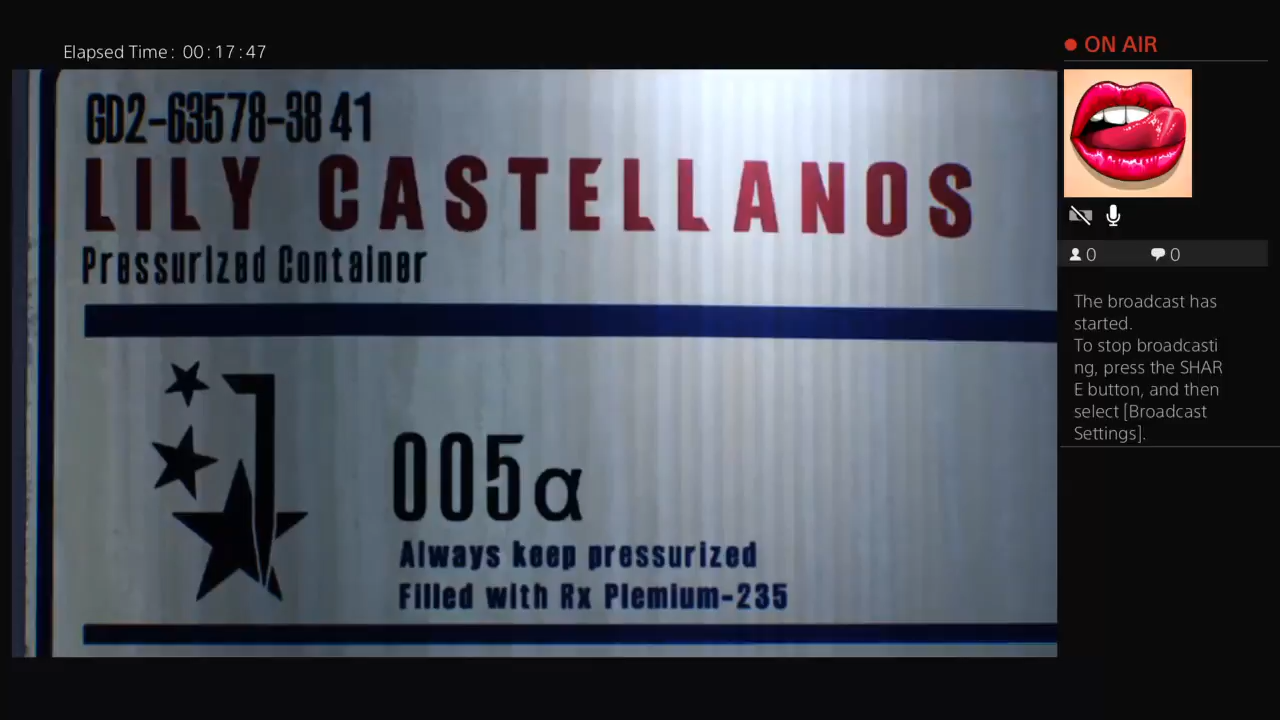 Elapsed Time: 00:17:47
ON AIR
GD2-63578-3841
LILY CASTELLANOS
Pressurized Container
005α
Always keep pressurized
Filled with Rx Plemium-235
0 0
The broadcast has
started.
To stop broadcasti
ng, press the SHAR
E button, and then
select [Broadcast
Settings].